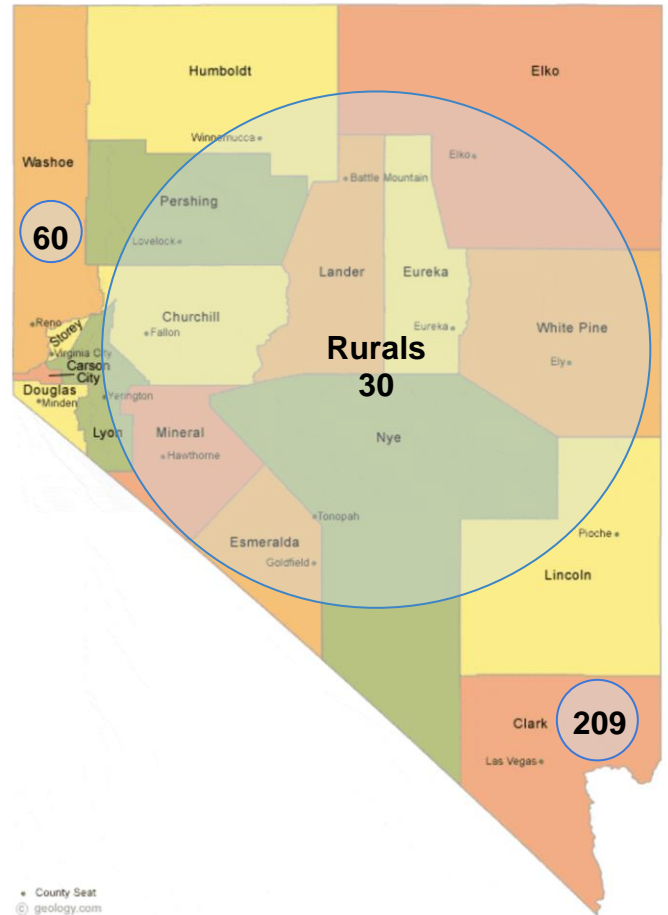 Humboldt
Elko
Winnemucca
Elko
Washoe
Battle Mountain
Pershing
60
Lovelock
Lander
Eureka
Churchill
Reno
Storey
Fallon
Eureka
White Pine
Virginia City
Rurals
30
Ely
Carson
City
Douglas
Minden
Yerington
Lyon
Mineral
Nye
Hawthorne
Tonopah
Esmeralda
Pioche
Goldfield
Lincoln
Clark
209
Las Vegas
County Seat
© geology.com